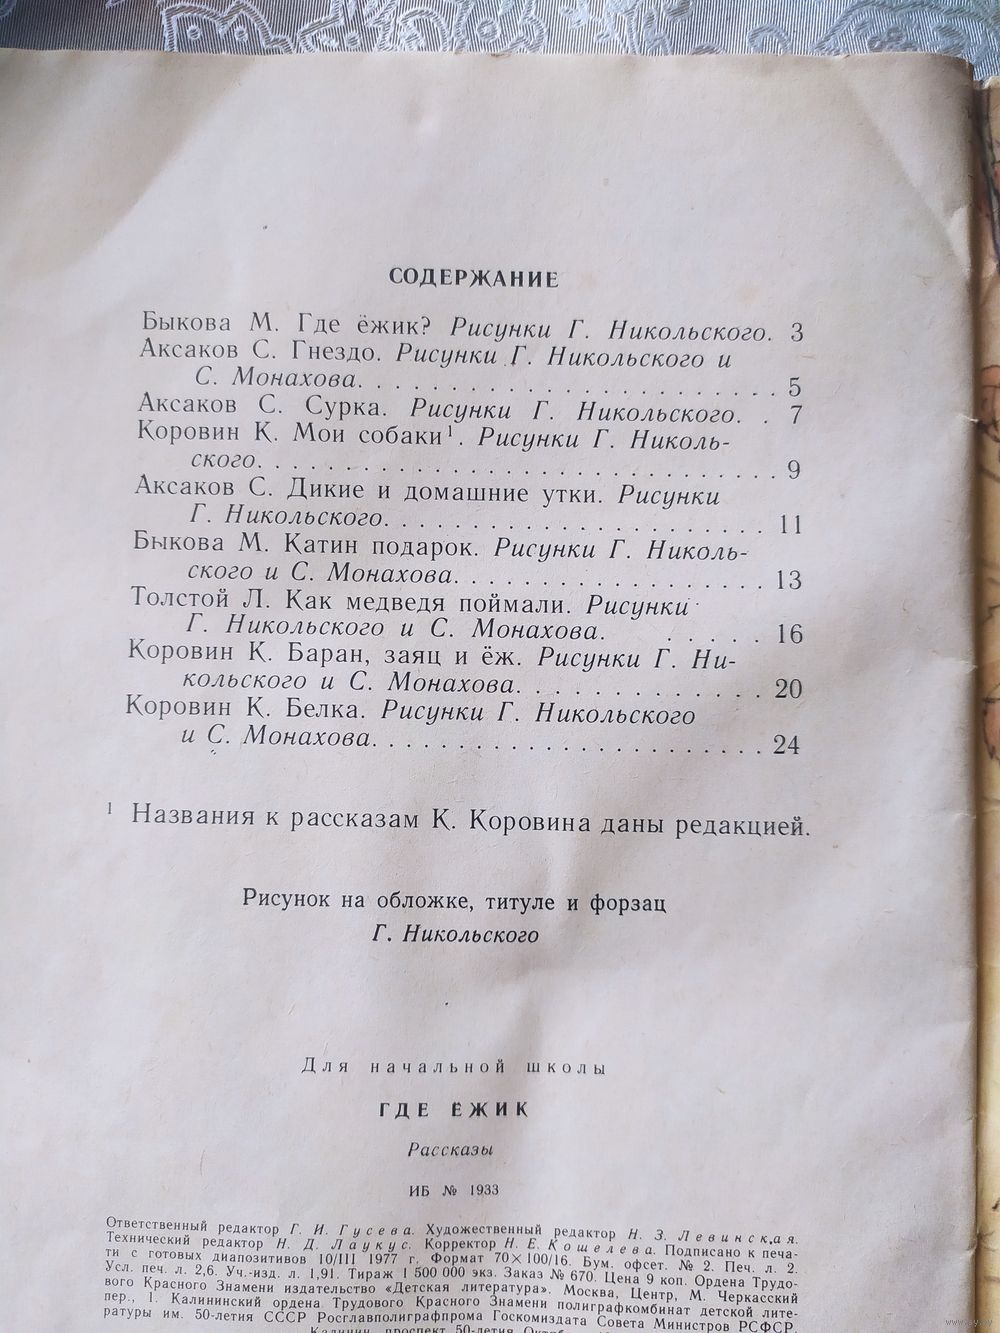 СОДЕРЖАНИЕ
Быкова М. Где ёжик? Рисунки Г. Никольского. 3
Аксаков С. Гнездо. Рисунки Г. Никольского и
С. Монахова. . . . . . . . . . . . . . . . . . . . . . . 5
Аксаков С. Сурка. Рисунки Г. Никольского. . 7
Коровин К. Мои собаки¹. Рисунки Г. Николь-
ского. . . . . . . . . . . . . . . . . . . . . . . . . . . . 9
Аксаков С. Дикие и домашние утки. Рисунки
Г. Никольского. . . . . . . . . . . . . . . . . . . . . 11
Быкова М. Катин подарок. Рисунки Г. Николь-
ского и С. Монахова. . . . . . . . . . . . . . . . . 13
Толстой Л. Как медведя поймали. Рисунки
Г. Никольского и С. Монахова. . . . . . 16
Коровин К. Баран, заяц и ёж. Рисунки Г. Ни-
кольского и С. Монахова. . . . . . . . . . . . . 20
Коровин К. Белка. Рисунки Г. Никольского
и С. Монахова. . . . . . . . . . . . . . . . . . . . . 24
¹ Названия к рассказам К. Коровина даны редакцией.
Рисунок на обложке, титуле и форзац
Г. Никольского
Для начальной школы
ГДЕ ЁЖИК
Рассказы
ИБ № 1933
Ответственный редактор Г. И. Гусева. Художественный редактор Н. З. Левинская.
Технический редактор Н. Д. Лаукус. Корректор Н. Е. Кошелева. Подписано к печа-
ти с готовых диапозитивов 10/III 1977 г. Формат 70×100/16. Бум. офсет. № 2. Печ. л. 2.
Усл. печ. л. 2,6. Уч.-изд. л. 1,91. Тираж 1 500 000 экз. Заказ № 670. Цена 9 коп. Ордена Трудо-
вого Красного Знамени издательство «Детская литература». Москва, Центр, М. Черкасский
пер., 1. Калининский ордена Трудового Красного Знамени полиграфкомбинат детской лите-
ратуры им. 50-летия СССР Росглавполиграфпрома Госкомиздата Совета Министров РСФСР.
Калинин, проспект 50-летия